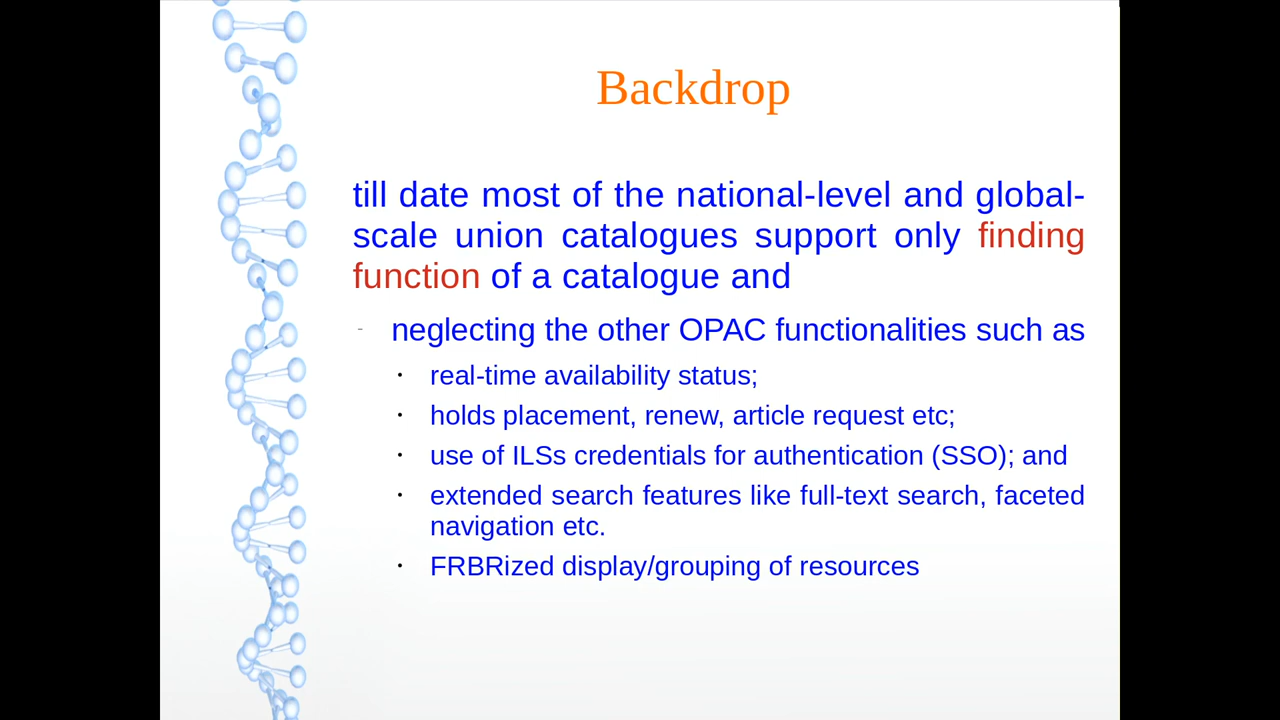 Backdrop
till date most of the national-level and global-
scale union catalogues support only finding
function of a catalogue and
- neglecting the other OPAC functionalities such as
• real-time availability status;
• holds placement, renew, article request etc;
• use of ILSs credentials for authentication (SSO); and
• extended search features like full-text search, faceted
navigation etc.
• FRBRized display/grouping of resources